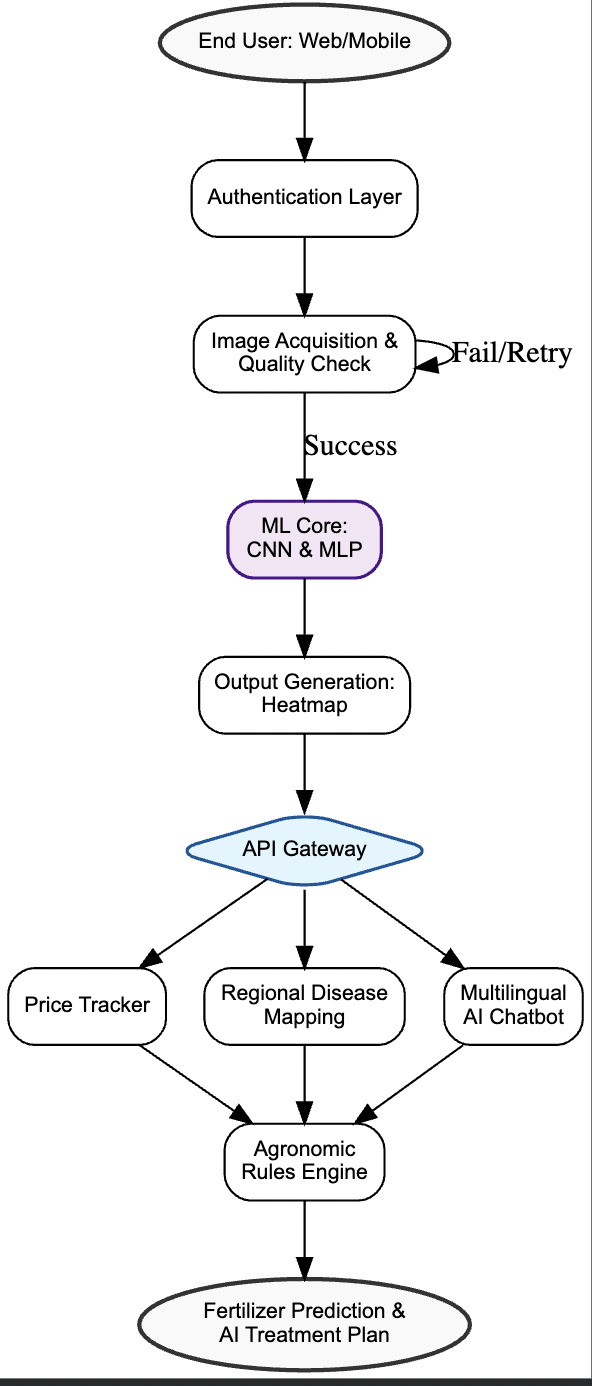 End User: Web/Mobile
Authentication Layer
Image Acquisition &
Quality Check
Fail/Retry
Success
ML Core:
CNN & MLP
Output Generation:
Heatmap
API Gateway
Price Tracker
Regional Disease
Mapping
Multilingual
AI Chatbot
Agronomic
Rules Engine
Fertilizer Prediction &
AI Treatment Plan